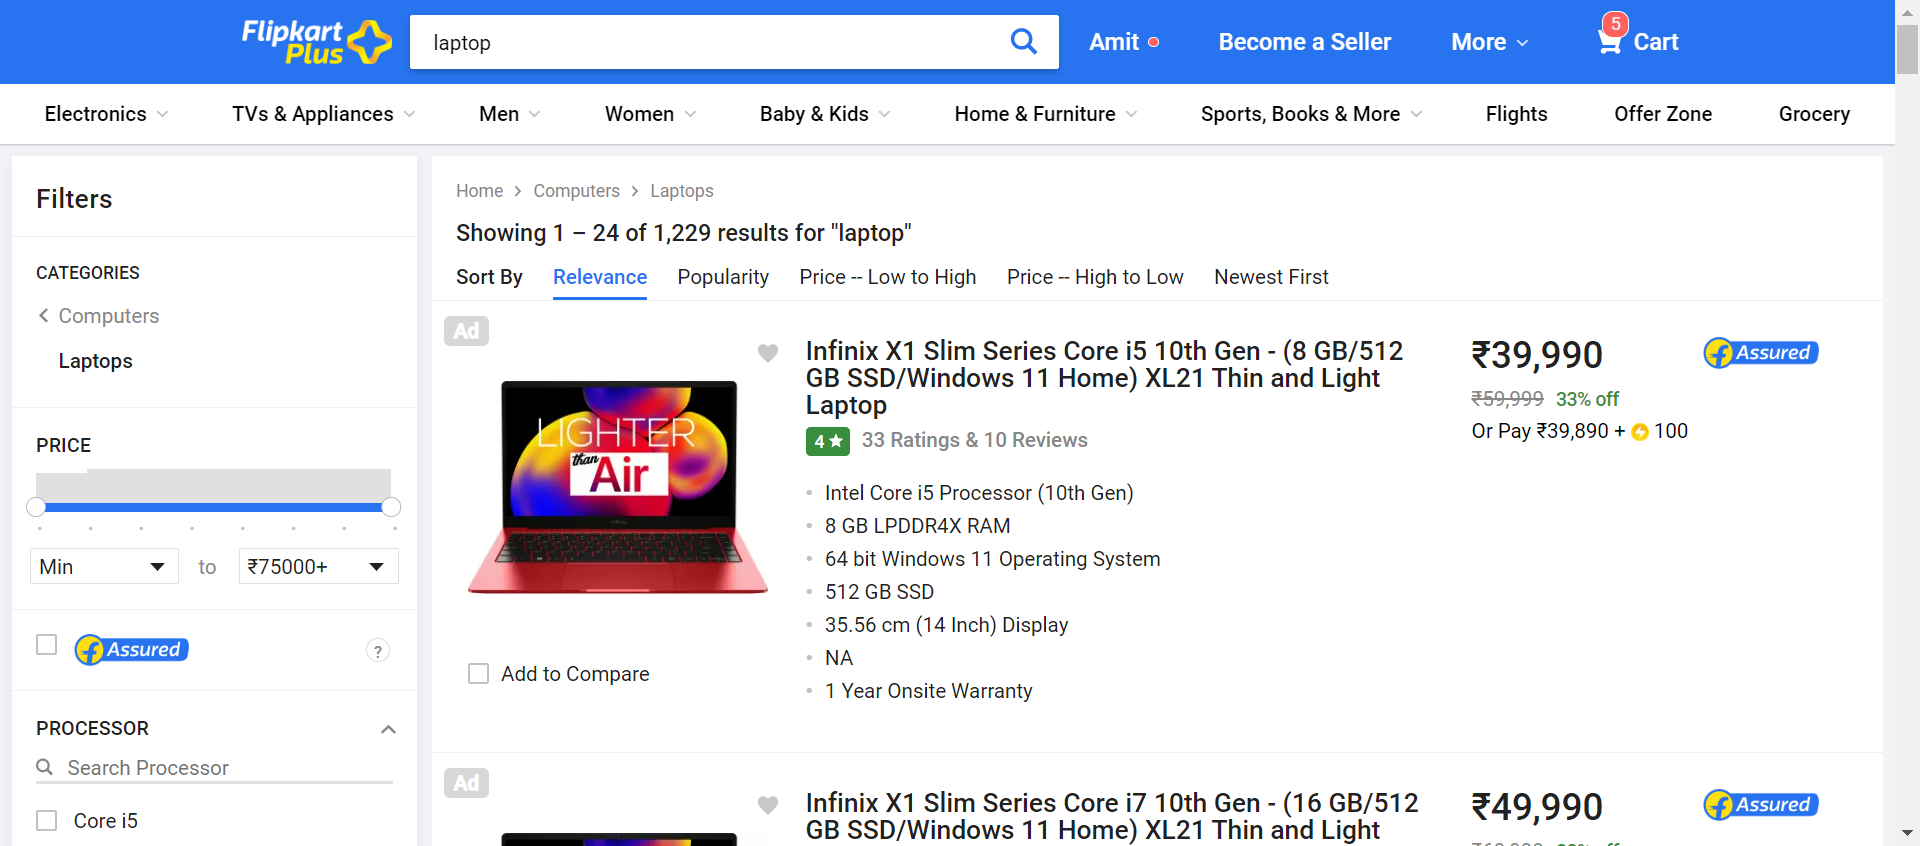 Flipkart
Plus
laptop
Amit
Become a Seller
More
5
Cart
Electronics
TVs & Appliances
Men
Women
Baby & Kids
Home & Furniture
Sports, Books & More
Flights
Offer Zone
Grocery
Filters
CATEGORIES
Computers
Laptops
PRICE
Min
to
₹75000+
Assured
?
PROCESSOR
Search Processor
Core i5
Home
Computers
Laptops
Showing 1 – 24 of 1,229 results for "laptop"
Sort By
Relevance
Popularity
Price -- Low to High
Price -- High to Low
Newest First
Ad
LIGHTER
than
Air
Add to Compare
Infinix X1 Slim Series Core i5 10th Gen - (8 GB/512
GB SSD/Windows 11 Home) XL21 Thin and Light
Laptop
4
33 Ratings & 10 Reviews
Intel Core i5 Processor (10th Gen)
8 GB LPDDR4X RAM
64 bit Windows 11 Operating System
512 GB SSD
35.56 cm (14 Inch) Display
NA
1 Year Onsite Warranty
₹39,990
₹59,999 33% off
Or Pay ₹39,890 + 100
Assured
Ad
Infinix X1 Slim Series Core i7 10th Gen - (16 GB/512
GB SSD/Windows 11 Home) XL21 Thin and Light
₹49,990
Assured